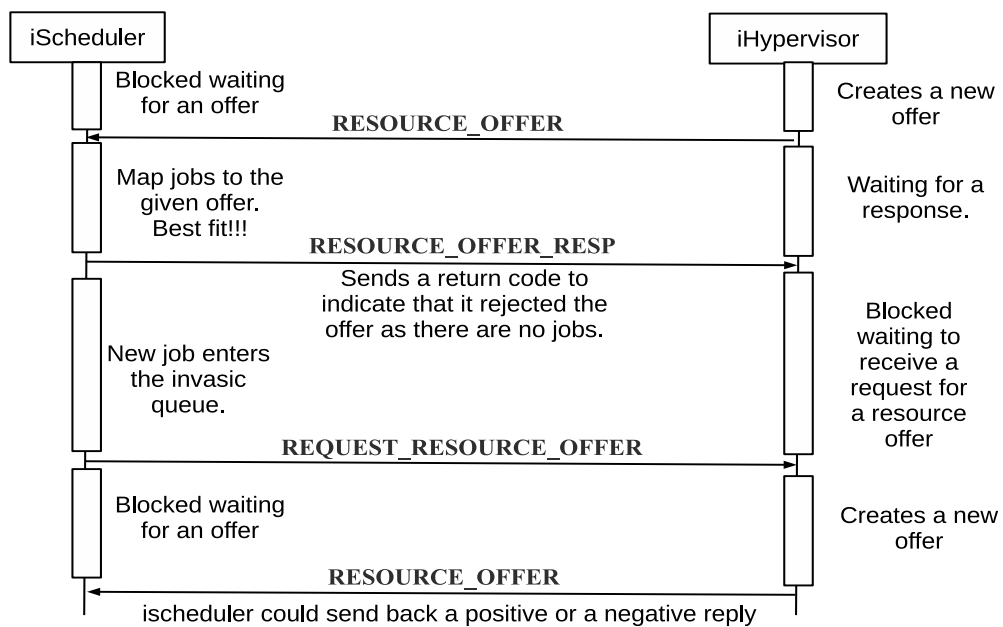 iScheduler
iHypervisor
Blocked waiting
for an offer
Creates a new
offer
RESOURCE_OFFER
Map jobs to the
given offer.
Best fit!!!
Waiting for a
response.
RESOURCE_OFFER_RESP
Sends a return code to
indicate that it rejected the
offer as there are no jobs.
New job enters
the invasic
queue.
Blocked
waiting to
receive a
request for
a resource
offer
REQUEST_RESOURCE_OFFER
Blocked waiting
for an offer
Creates a new
offer
RESOURCE_OFFER
ischeduler could send back a positive or a negative reply